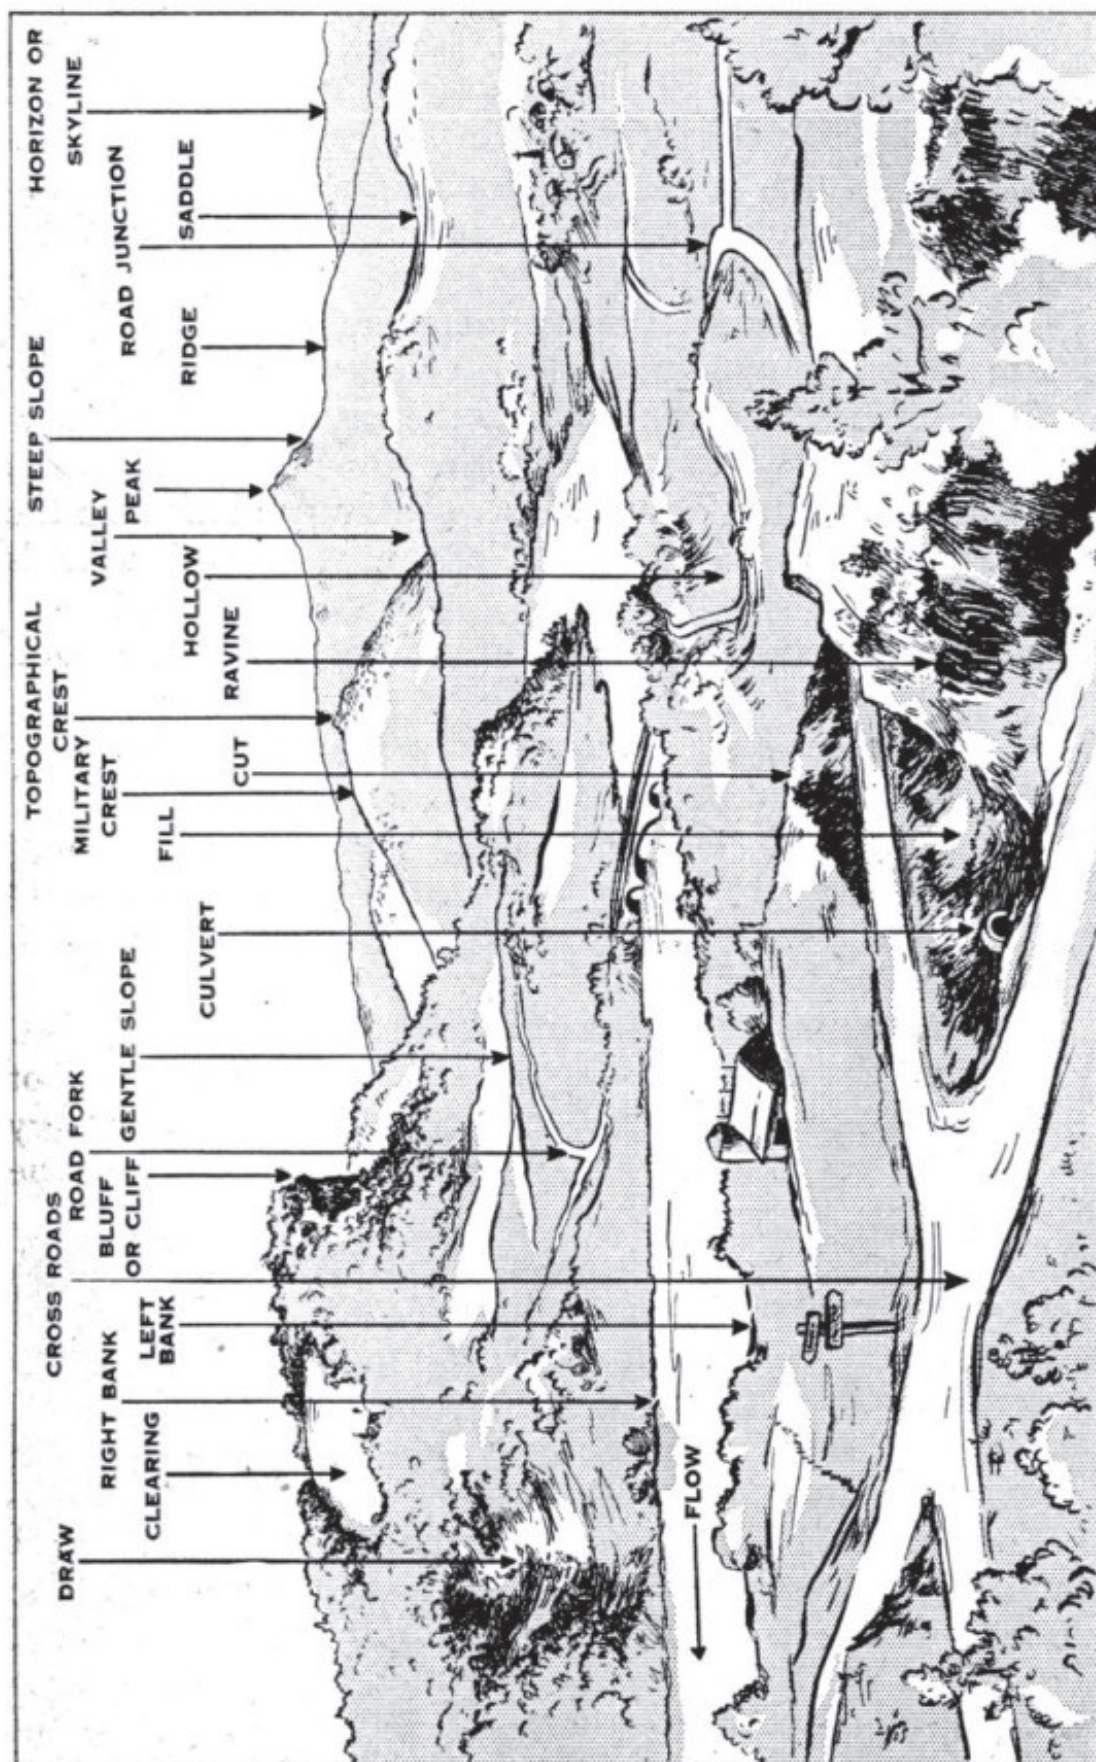 DRAW
CLEARING
RIGHT BANK
LEFT
BANK
CROSS ROADS
BLUFF
OR CLIFF
ROAD FORK
GENTLE SLOPE
CULVERT
FILL
MILITARY
CREST
CUT
TOPOGRAPHICAL
CREST
RAVINE
HOLLOW
VALLEY
PEAK
STEEP SLOPE
RIDGE
ROAD JUNCTION
SADDLE
HORIZON OR
SKYLINE
FLOW